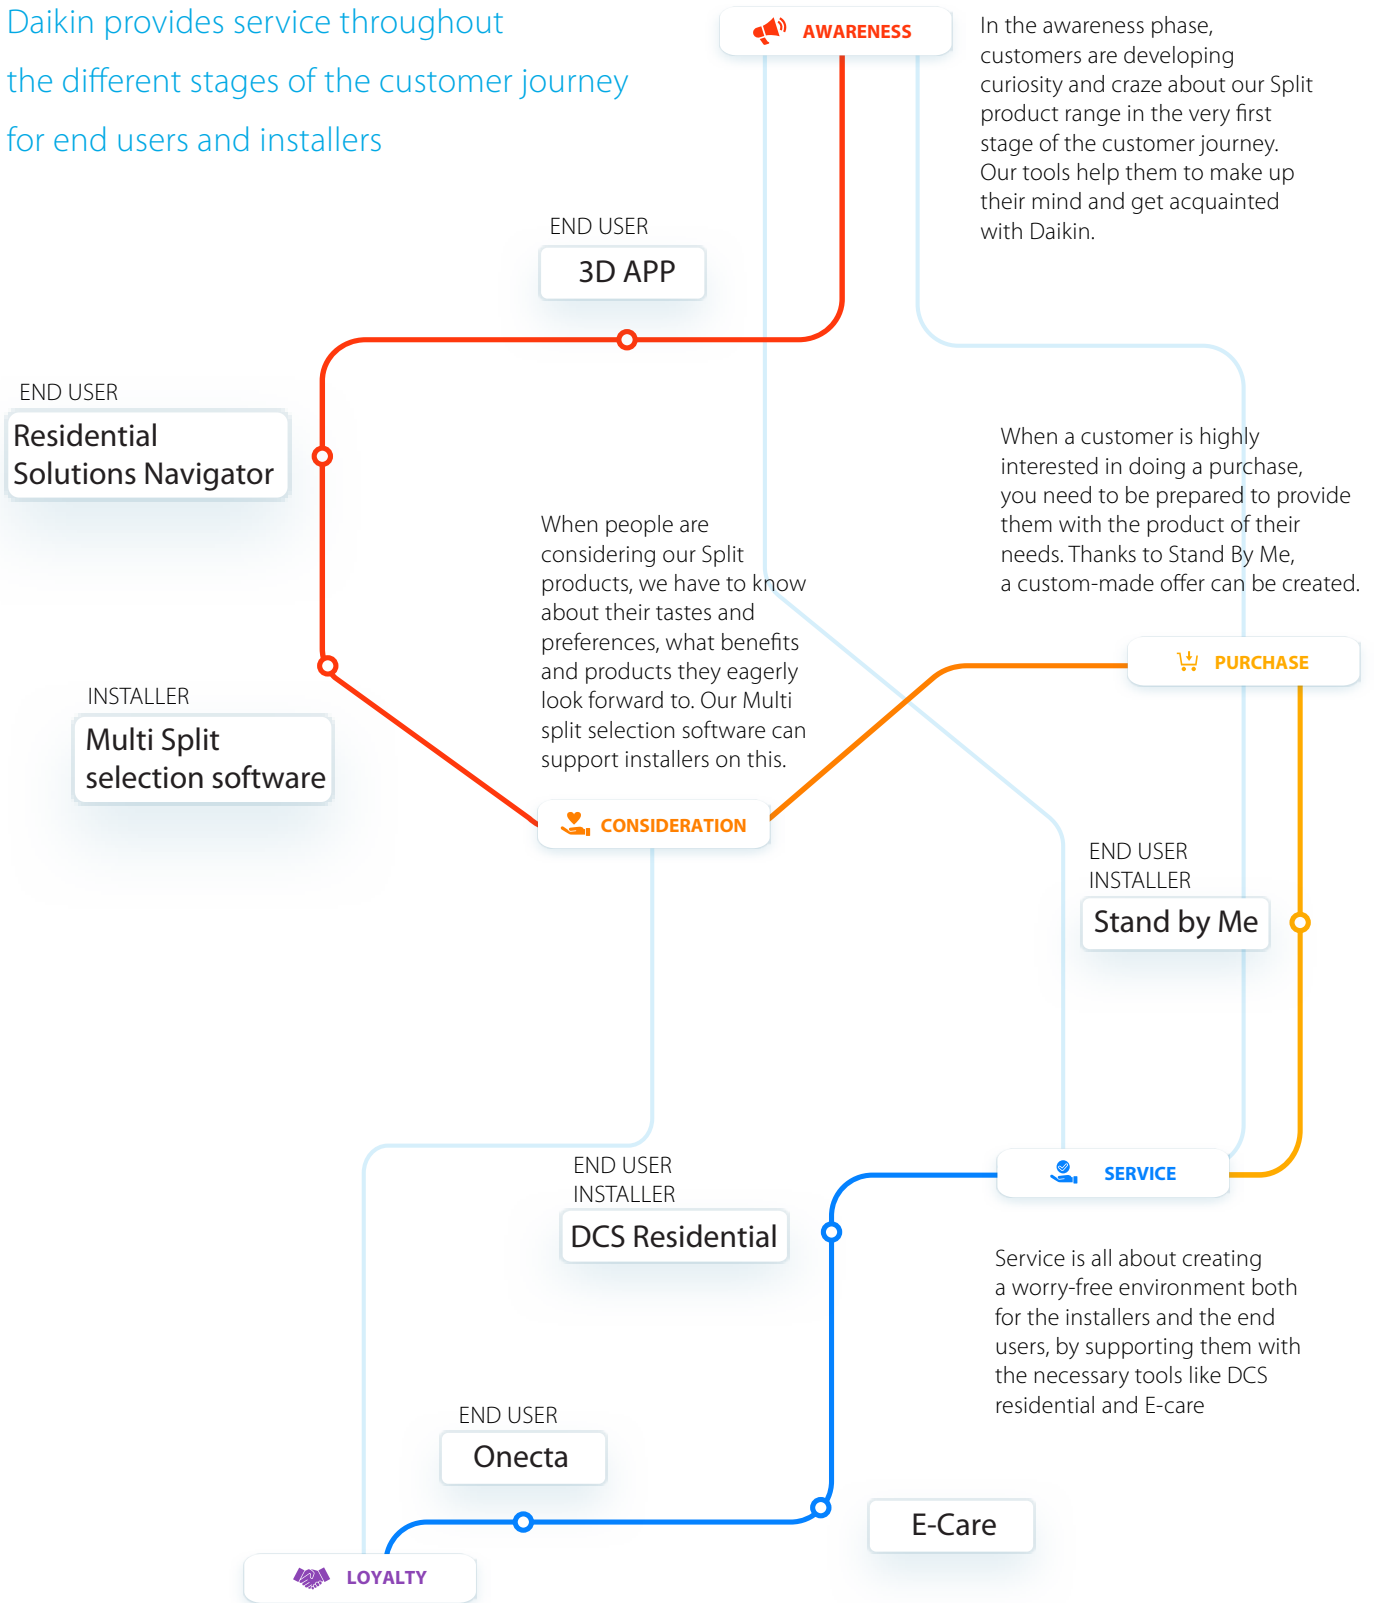 Daikin provides service throughout
the different stages of the customer journey
for end users and installers
AWARENESS
In the awareness phase,
customers are developing
curiosity and craze about our Split
product range in the very first
stage of the customer journey.
Our tools help them to make up
their mind and get acquainted
with Daikin.
END USER
3D APP
END USER
Residential
Solutions Navigator
INSTALLER
Multi Split
selection software
When people are
considering our Split
products, we have to know
about their tastes and
preferences, what benefits
and products they eagerly
look forward to. Our Multi
split selection software can
support installers on this.
CONSIDERATION
When a customer is highly
interested in doing a purchase,
you need to be prepared to provide
them with the product of their
needs. Thanks to Stand By Me,
a custom-made offer can be created.
PURCHASE
END USER
INSTALLER
Stand by Me
SERVICE
Service is all about creating
a worry-free environment both
for the installers and the end
users, by supporting them with
the necessary tools like DCS
residential and E-care
END USER
INSTALLER
DCS Residential
E-Care
END USER
Onecta
LOYALTY